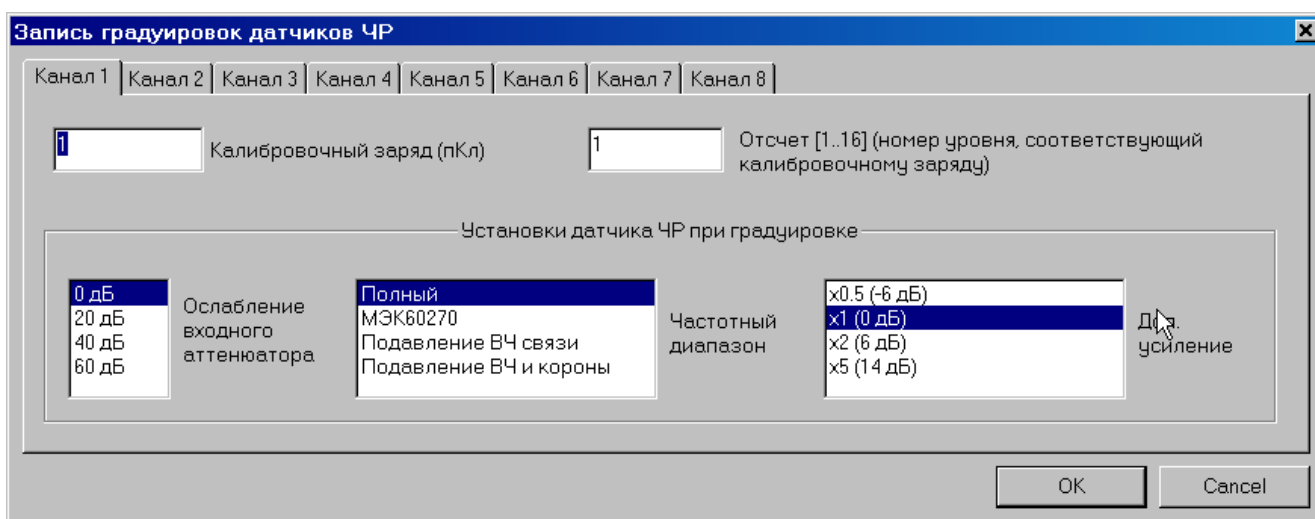 Запись градуировок датчиков ЧР
Канал 1 Канал 2 Канал 3 Канал 4 Канал 5 Канал 6 Канал 7 Канал 8
1 Калибровочный заряд (пКл) 1 Отсчет [1..16] (номер уровня, соответствующий
калибровочному заряду)
Установки датчика ЧР при градуировке
0 дБ
20 дБ
40 дБ
60 дБ
Ослабление
входного
аттенюатора
Полный
МЭК60270
Подавление ВЧ связи
Подавление ВЧ и короны
Частотный
диапазон
x0.5 (-6 дБ)
x1 (0 дБ)
x2 (6 дБ)
x5 (14 дБ)
Доп.
усиление
OK Cancel